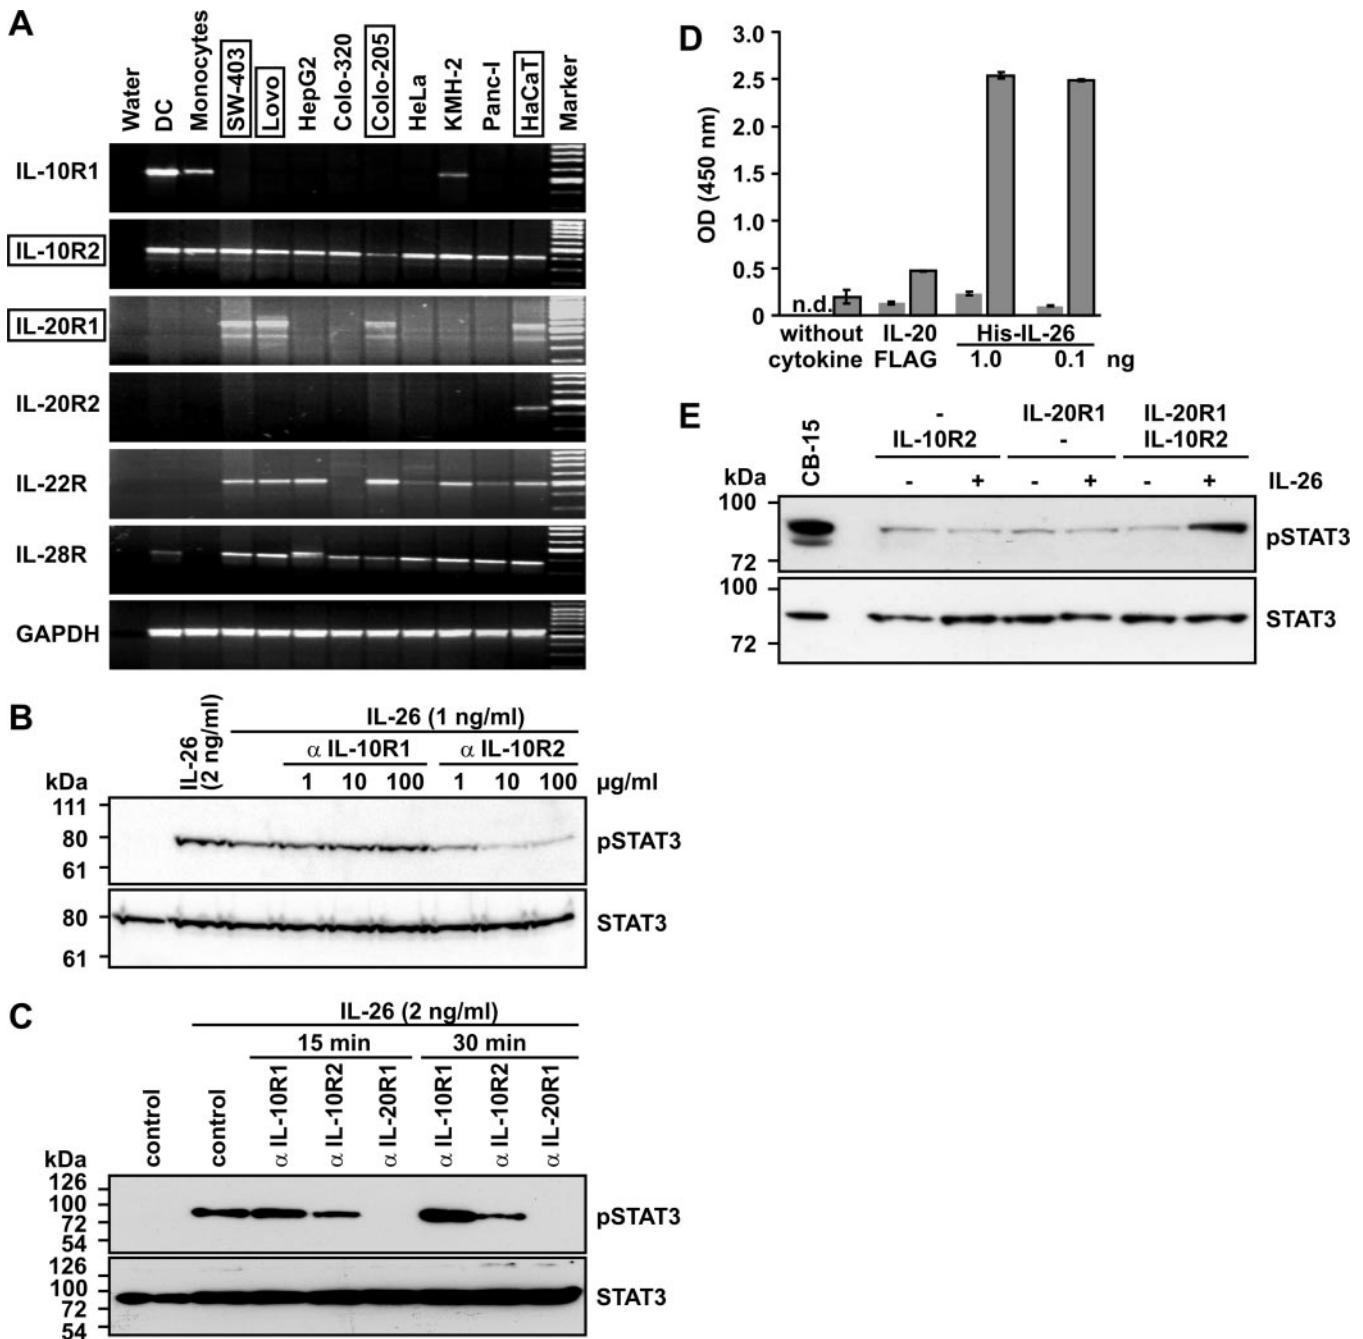 A
Water
DC
Monocytes
SW-403
Lovo
HepG2
Colo-320
Colo-205
HeLa
KMH-2
Panc-I
HaCaT
Marker
IL-10R1
IL-10R2
IL-20R1
IL-20R2
IL-22R
IL-28R
GAPDH
B
IL-26
(2 ng/ml)
IL-26 (1 ng/ml)
α IL-10R1 α IL-10R2
kDa 1 10 100 1 10 100 µg/ml
111
80 pSTAT3
61
80 STAT3
61
C
IL-26 (2 ng/ml)
15 min 30 min
control
control
α IL-10R1
α IL-10R2
α IL-20R1
α IL-10R1
α IL-10R2
α IL-20R1
kDa
126
100
72 pSTAT3
54
126
100
72 STAT3
54
D
OD (450 nm)
3.0
2.5
2.0
1.5
1.0
0.5
0
n.d.
without IL-20 His-IL-26
cytokine FLAG 1.0 0.1 ng
E
CB-15
- IL-20R1 IL-20R1
IL-10R2 - IL-10R2
kDa - + - + - + IL-26
100
pSTAT3
72
100
STAT3
72